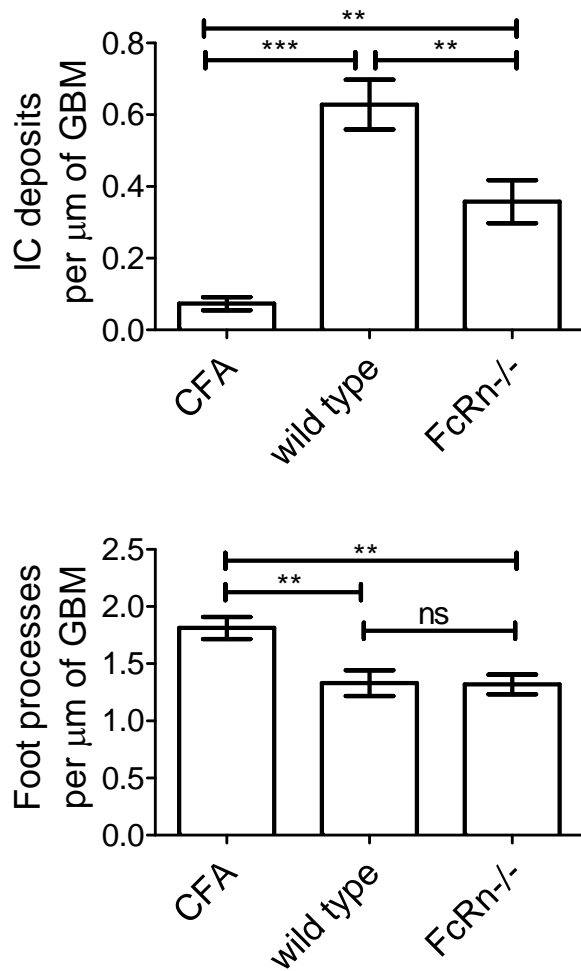 **
***
**
IC deposits
per μm of GBM
0.8
0.6
0.4
0.2
0.0
CFA
wild type
FcRn-/-
**
**
ns
Foot processes
per μm of GBM
2.5
2.0
1.5
1.0
0.5
0.0
CFA
wild type
FcRn-/-